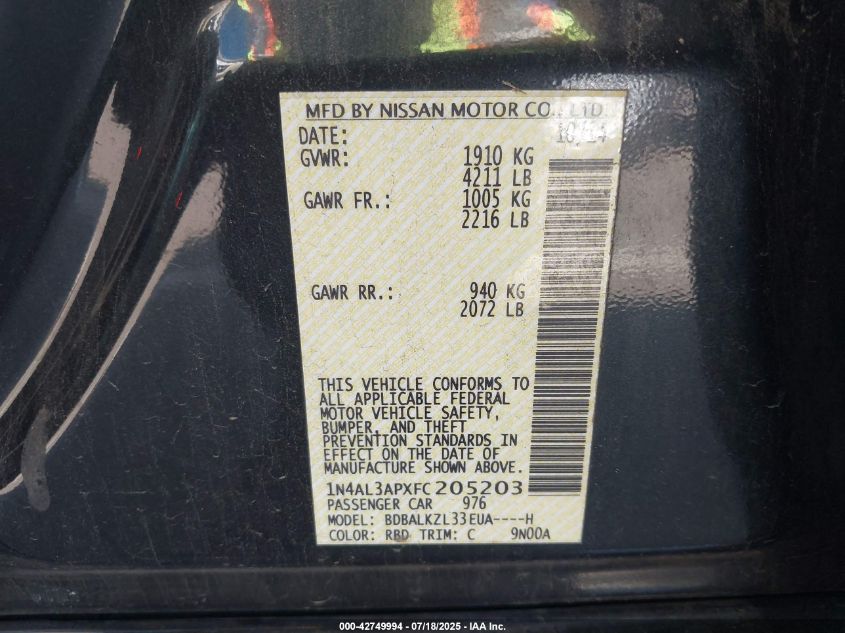 MFD BY NISSAN MOTOR CO., LTD.
DATE: 10/14
GVWR: 1910 KG
4211 LB
GAWR FR.: 1005 KG
2216 LB
GAWR RR.: 940 KG
2072 LB
THIS VEHICLE CONFORMS TO
ALL APPLICABLE FEDERAL
MOTOR VEHICLE SAFETY,
BUMPER, AND THEFT
PREVENTION STANDARDS IN
EFFECT ON THE DATE OF
MANUFACTURE SHOWN ABOVE.
1N4AL3APXFC205203
PASSENGER CAR 976
MODEL: BDBALKZL33EUA----H
COLOR: RBD TRIM: C 9N00A
000-42749994 - 07/18/2025 - IAA Inc.